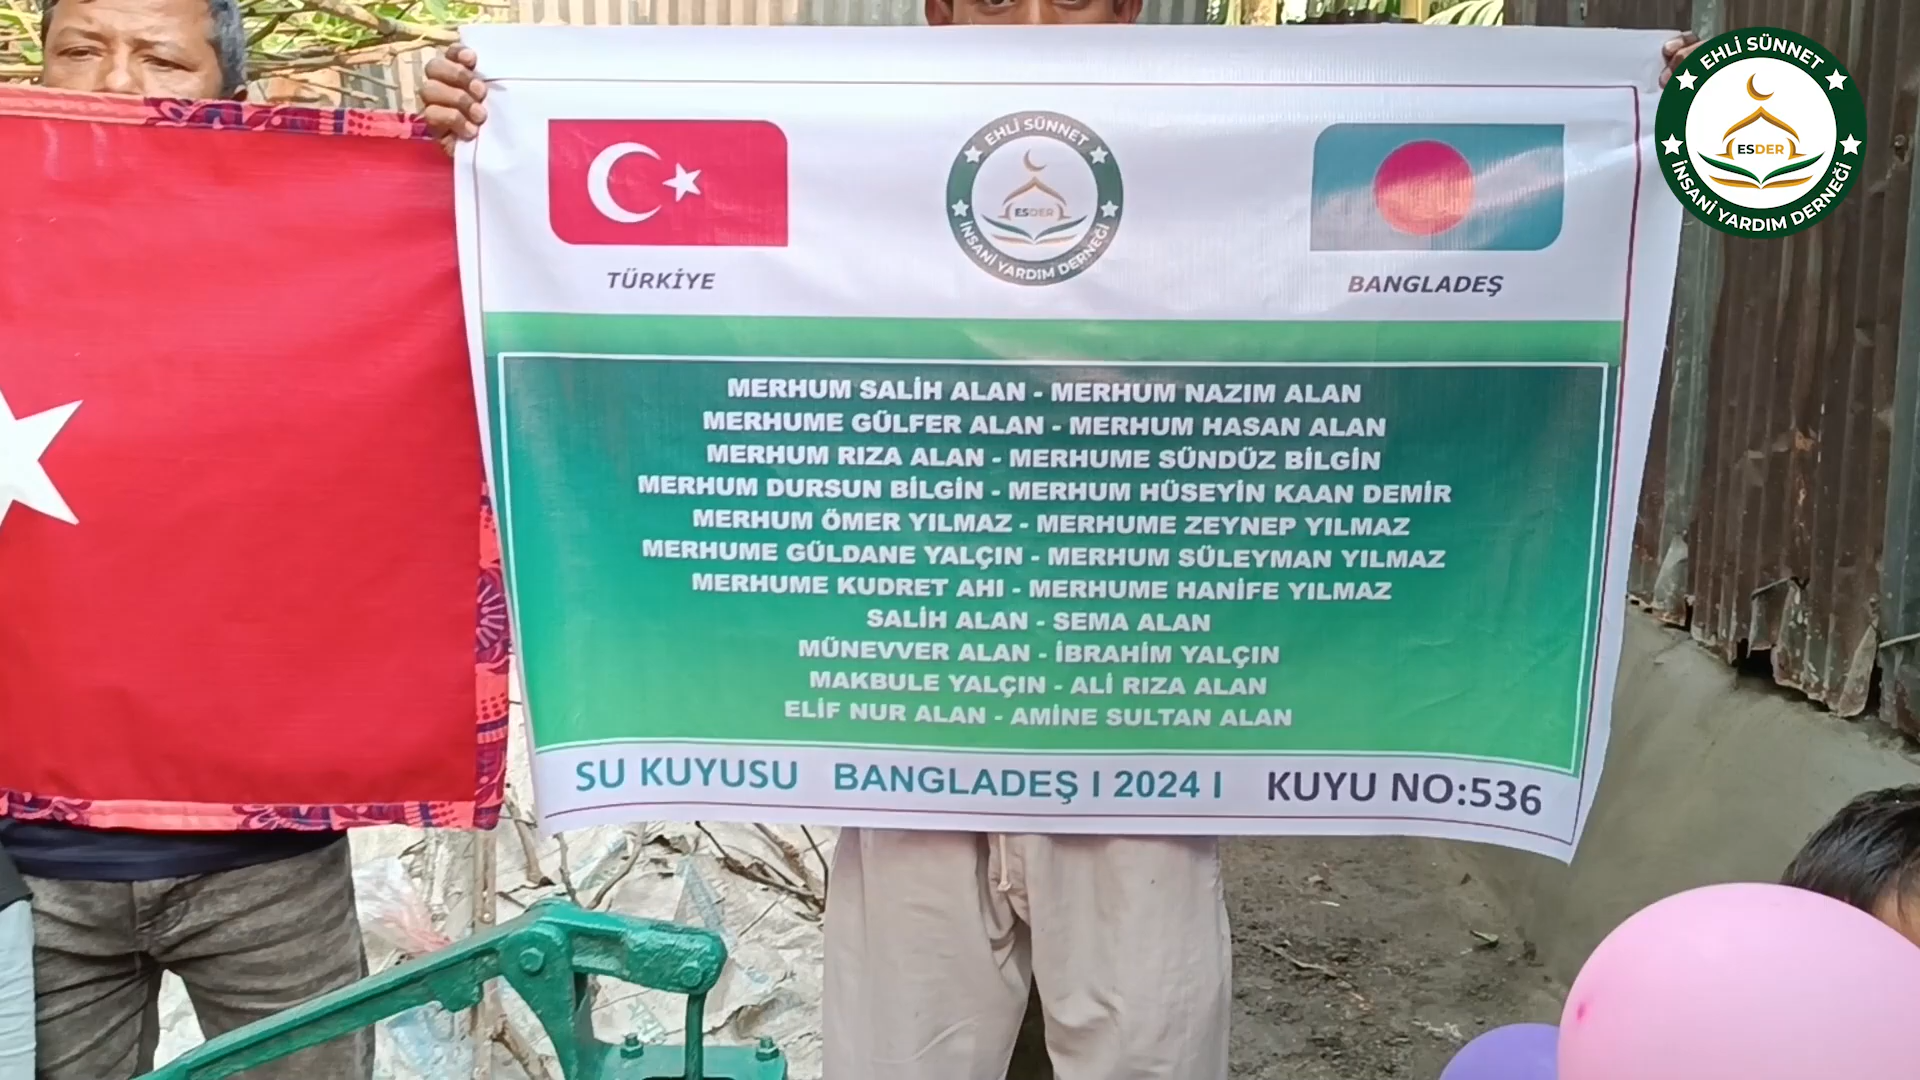 EHLİ SÜNNET
ESDER
İNSANİ YARDIM DERNEĞİ
EHLİ SÜNNET
ESDER
İNSANİ YARDIM DERNEĞİ
TÜRKİYE
BANGLADEŞ
MERHUM SALİH ALAN - MERHUM NAZIM ALAN
MERHUME GÜLFER ALAN - MERHUM HASAN ALAN
MERHUM RIZA ALAN - MERHUME SÜNDÜZ BİLGİN
MERHUM DURSUN BİLGİN - MERHUM HÜSEYİN KAAN DEMİR
MERHUM ÖMER YILMAZ - MERHUME ZEYNEP YILMAZ
MERHUME GÜLDANE YALÇIN - MERHUM SÜLEYMAN YILMAZ
MERHUME KUDRET AHI - MERHUME HANİFE YILMAZ
SALİH ALAN - SEMA ALAN
MÜNEVVER ALAN - İBRAHİM YALÇIN
MAKBULE YALÇIN - ALİ RIZA ALAN
ELİF NUR ALAN - AMİNE SULTAN ALAN
SU KUYUSU BANGLADEŞ I 2024 I KUYU NO:536